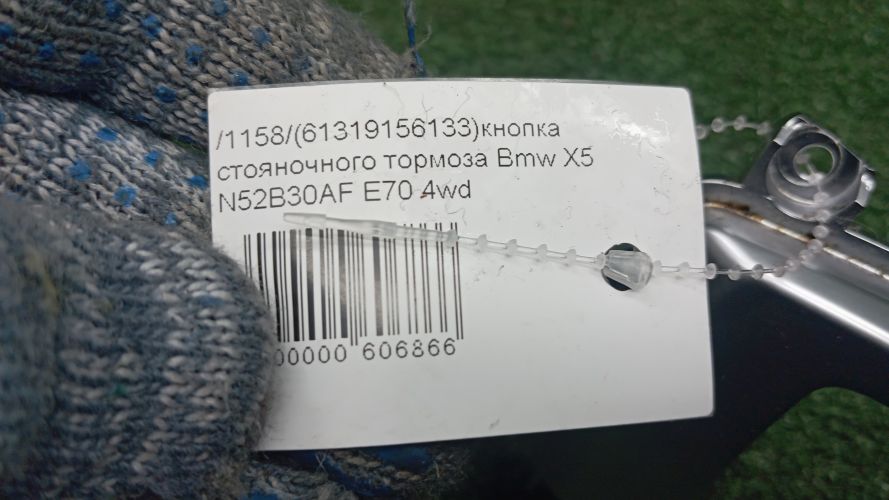 /1158/(61319156133)кнопка
стояночного тормоза Bmw X5
N52B30AF E70 4wd
00000 606866